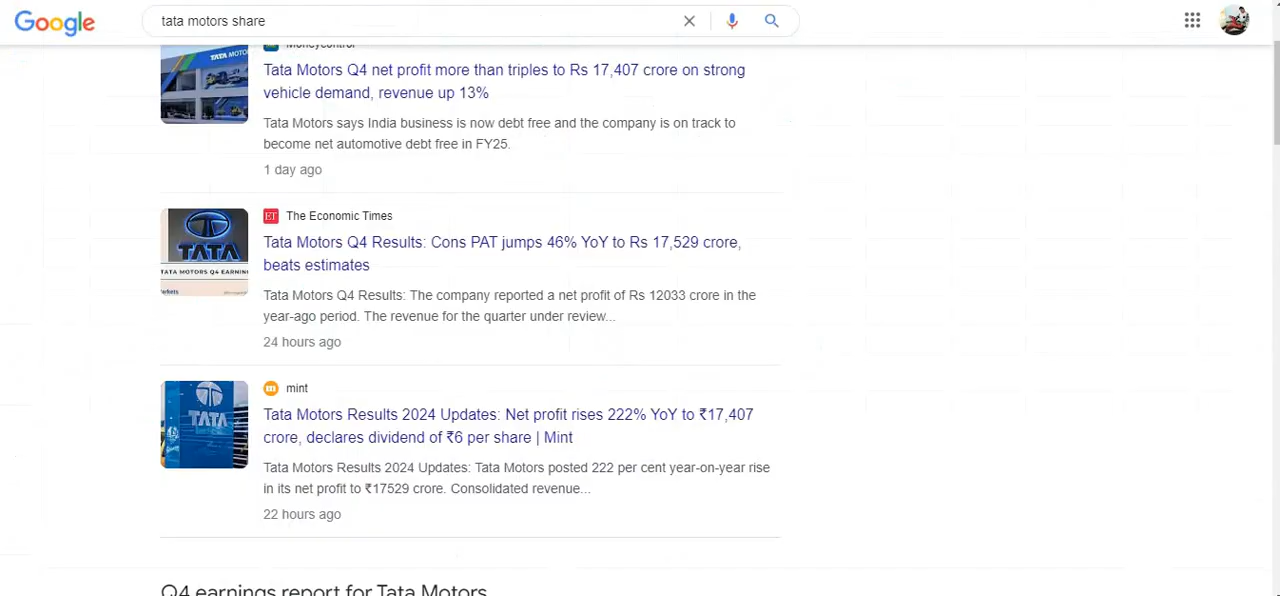 Google
tata motors share
Moneycontrol
TATA MOTO
Tata Motors Q4 net profit more than triples to Rs 17,407 crore on strong
vehicle demand, revenue up 13%
Tata Motors says India business is now debt free and the company is on track to
become net automotive debt free in FY25.
1 day ago
ET
The Economic Times
TATA
TATA MOTORS Q4 EARNIN
Tata Motors Q4 Results: Cons PAT jumps 46% YoY to Rs 17,529 crore,
beats estimates
Tata Motors Q4 Results: The company reported a net profit of Rs 12033 crore in the
year-ago period. The revenue for the quarter under review...
24 hours ago
m
mint
TATA
Tata Motors Results 2024 Updates: Net profit rises 222% YoY to ₹17,407
crore, declares dividend of ₹6 per share | Mint
Tata Motors Results 2024 Updates: Tata Motors posted 222 per cent year-on-year rise
in its net profit to ₹17529 crore. Consolidated revenue...
22 hours ago
Q4 earnings report for Tata Motors